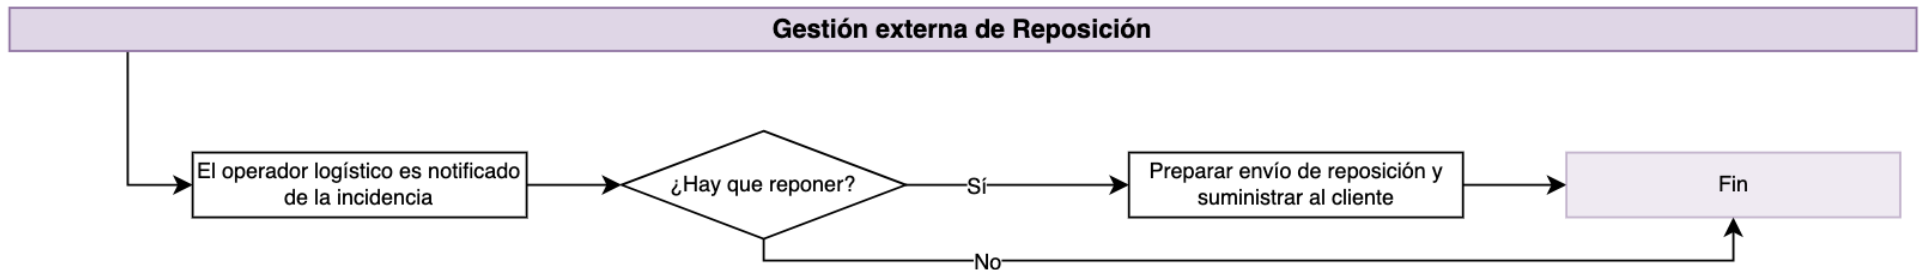 Gestión externa de Reposición
El operador logístico es notificado
de la incidencia
¿Hay que reponer?
Sí
Preparar envío de reposición y
suministrar al cliente
Fin
No